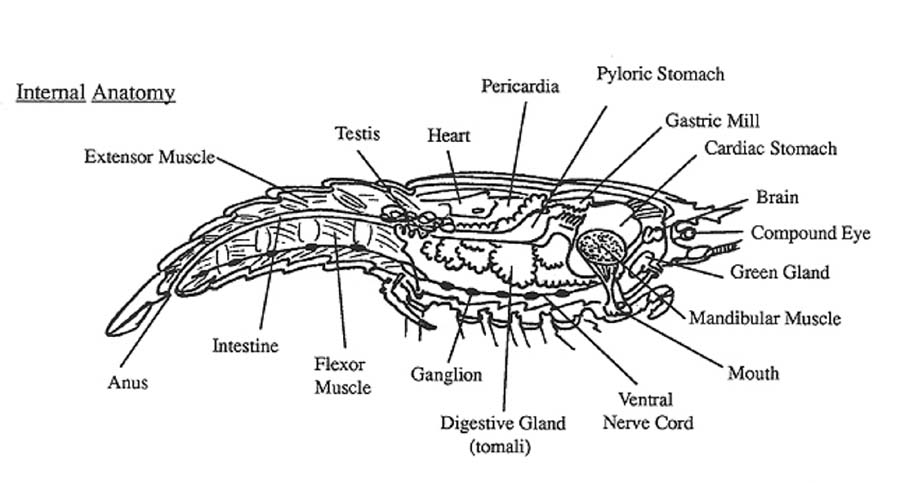 Internal Anatomy
Pericardia
Pyloric Stomach
Testis
Heart
Gastric Mill
Extensor Muscle
Cardiac Stomach
Brain
Compound Eye
Green Gland
Mandibular Muscle
Mouth
Ventral
Nerve Cord
Digestive Gland
(tomali)
Ganglion
Flexor
Muscle
Intestine
Anus